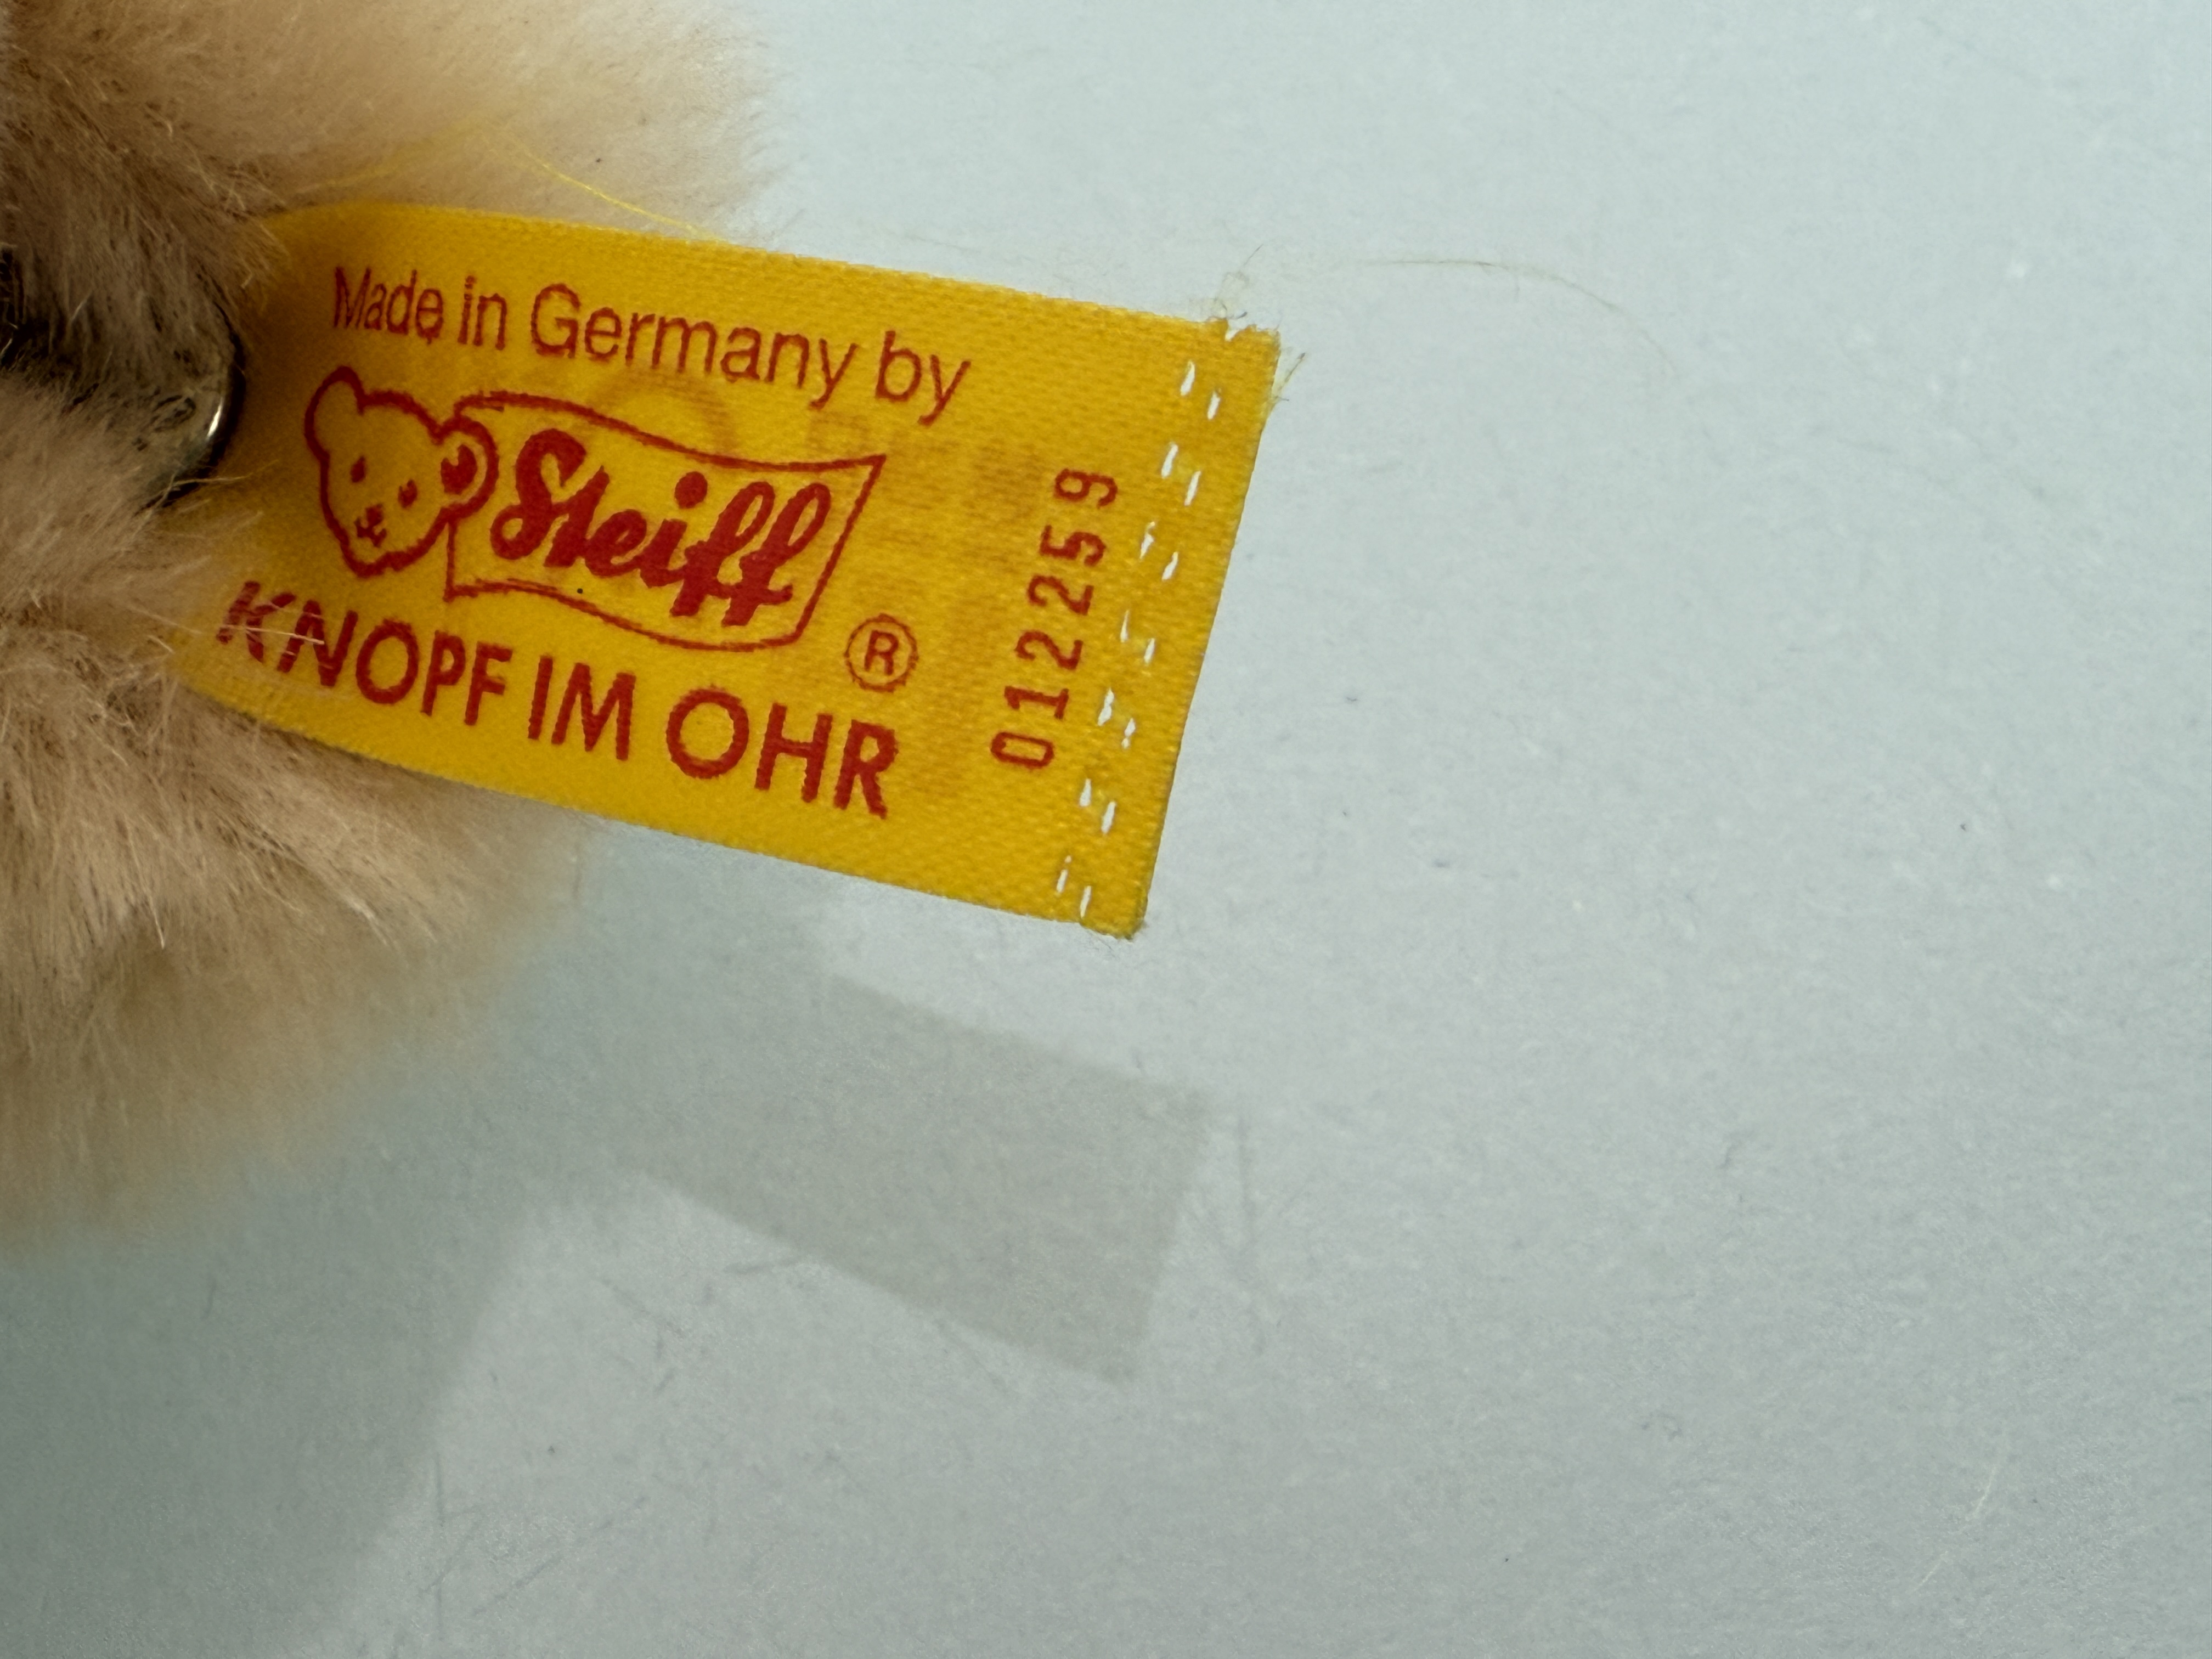 Made in Germany by
Steiff
®
KNOPF IM OHR
012259